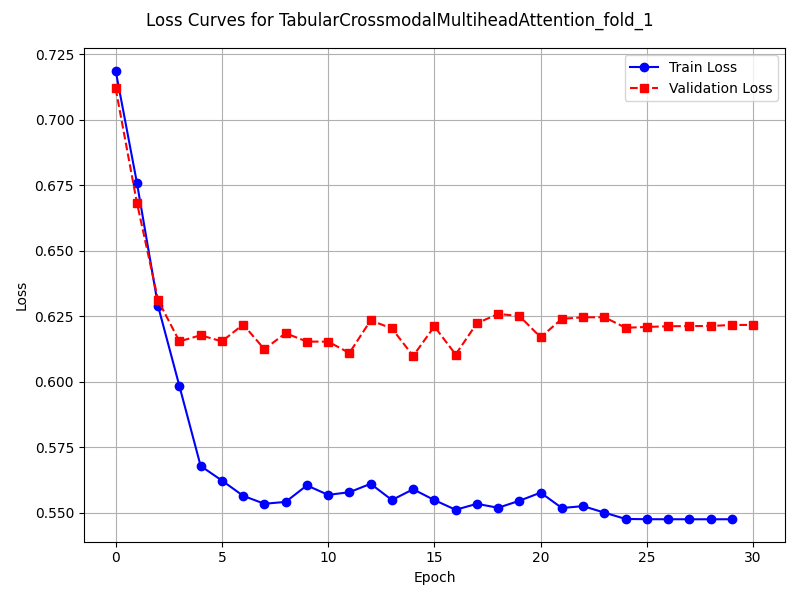 Loss Curves for TabularCrossmodalMultiheadAttention_fold_1
Train Loss
Validation Loss
0.725
0.700
0.675
0.650
0.625
0.600
0.575
0.550
Loss
0 5 10 15 20 25 30
Epoch